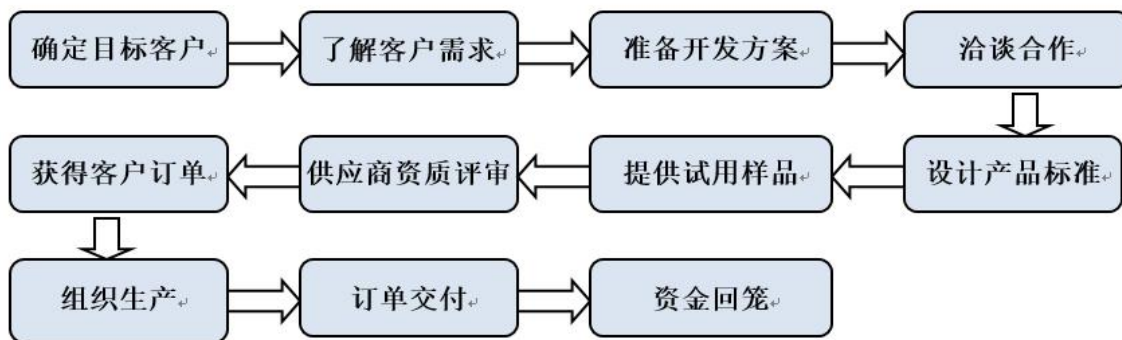 确定目标客户
了解客户需求
准备开发方案
洽谈合作
设计产品标准
提供试用样品
供应商资质评审
获得客户订单
组织生产
订单交付
资金回笼